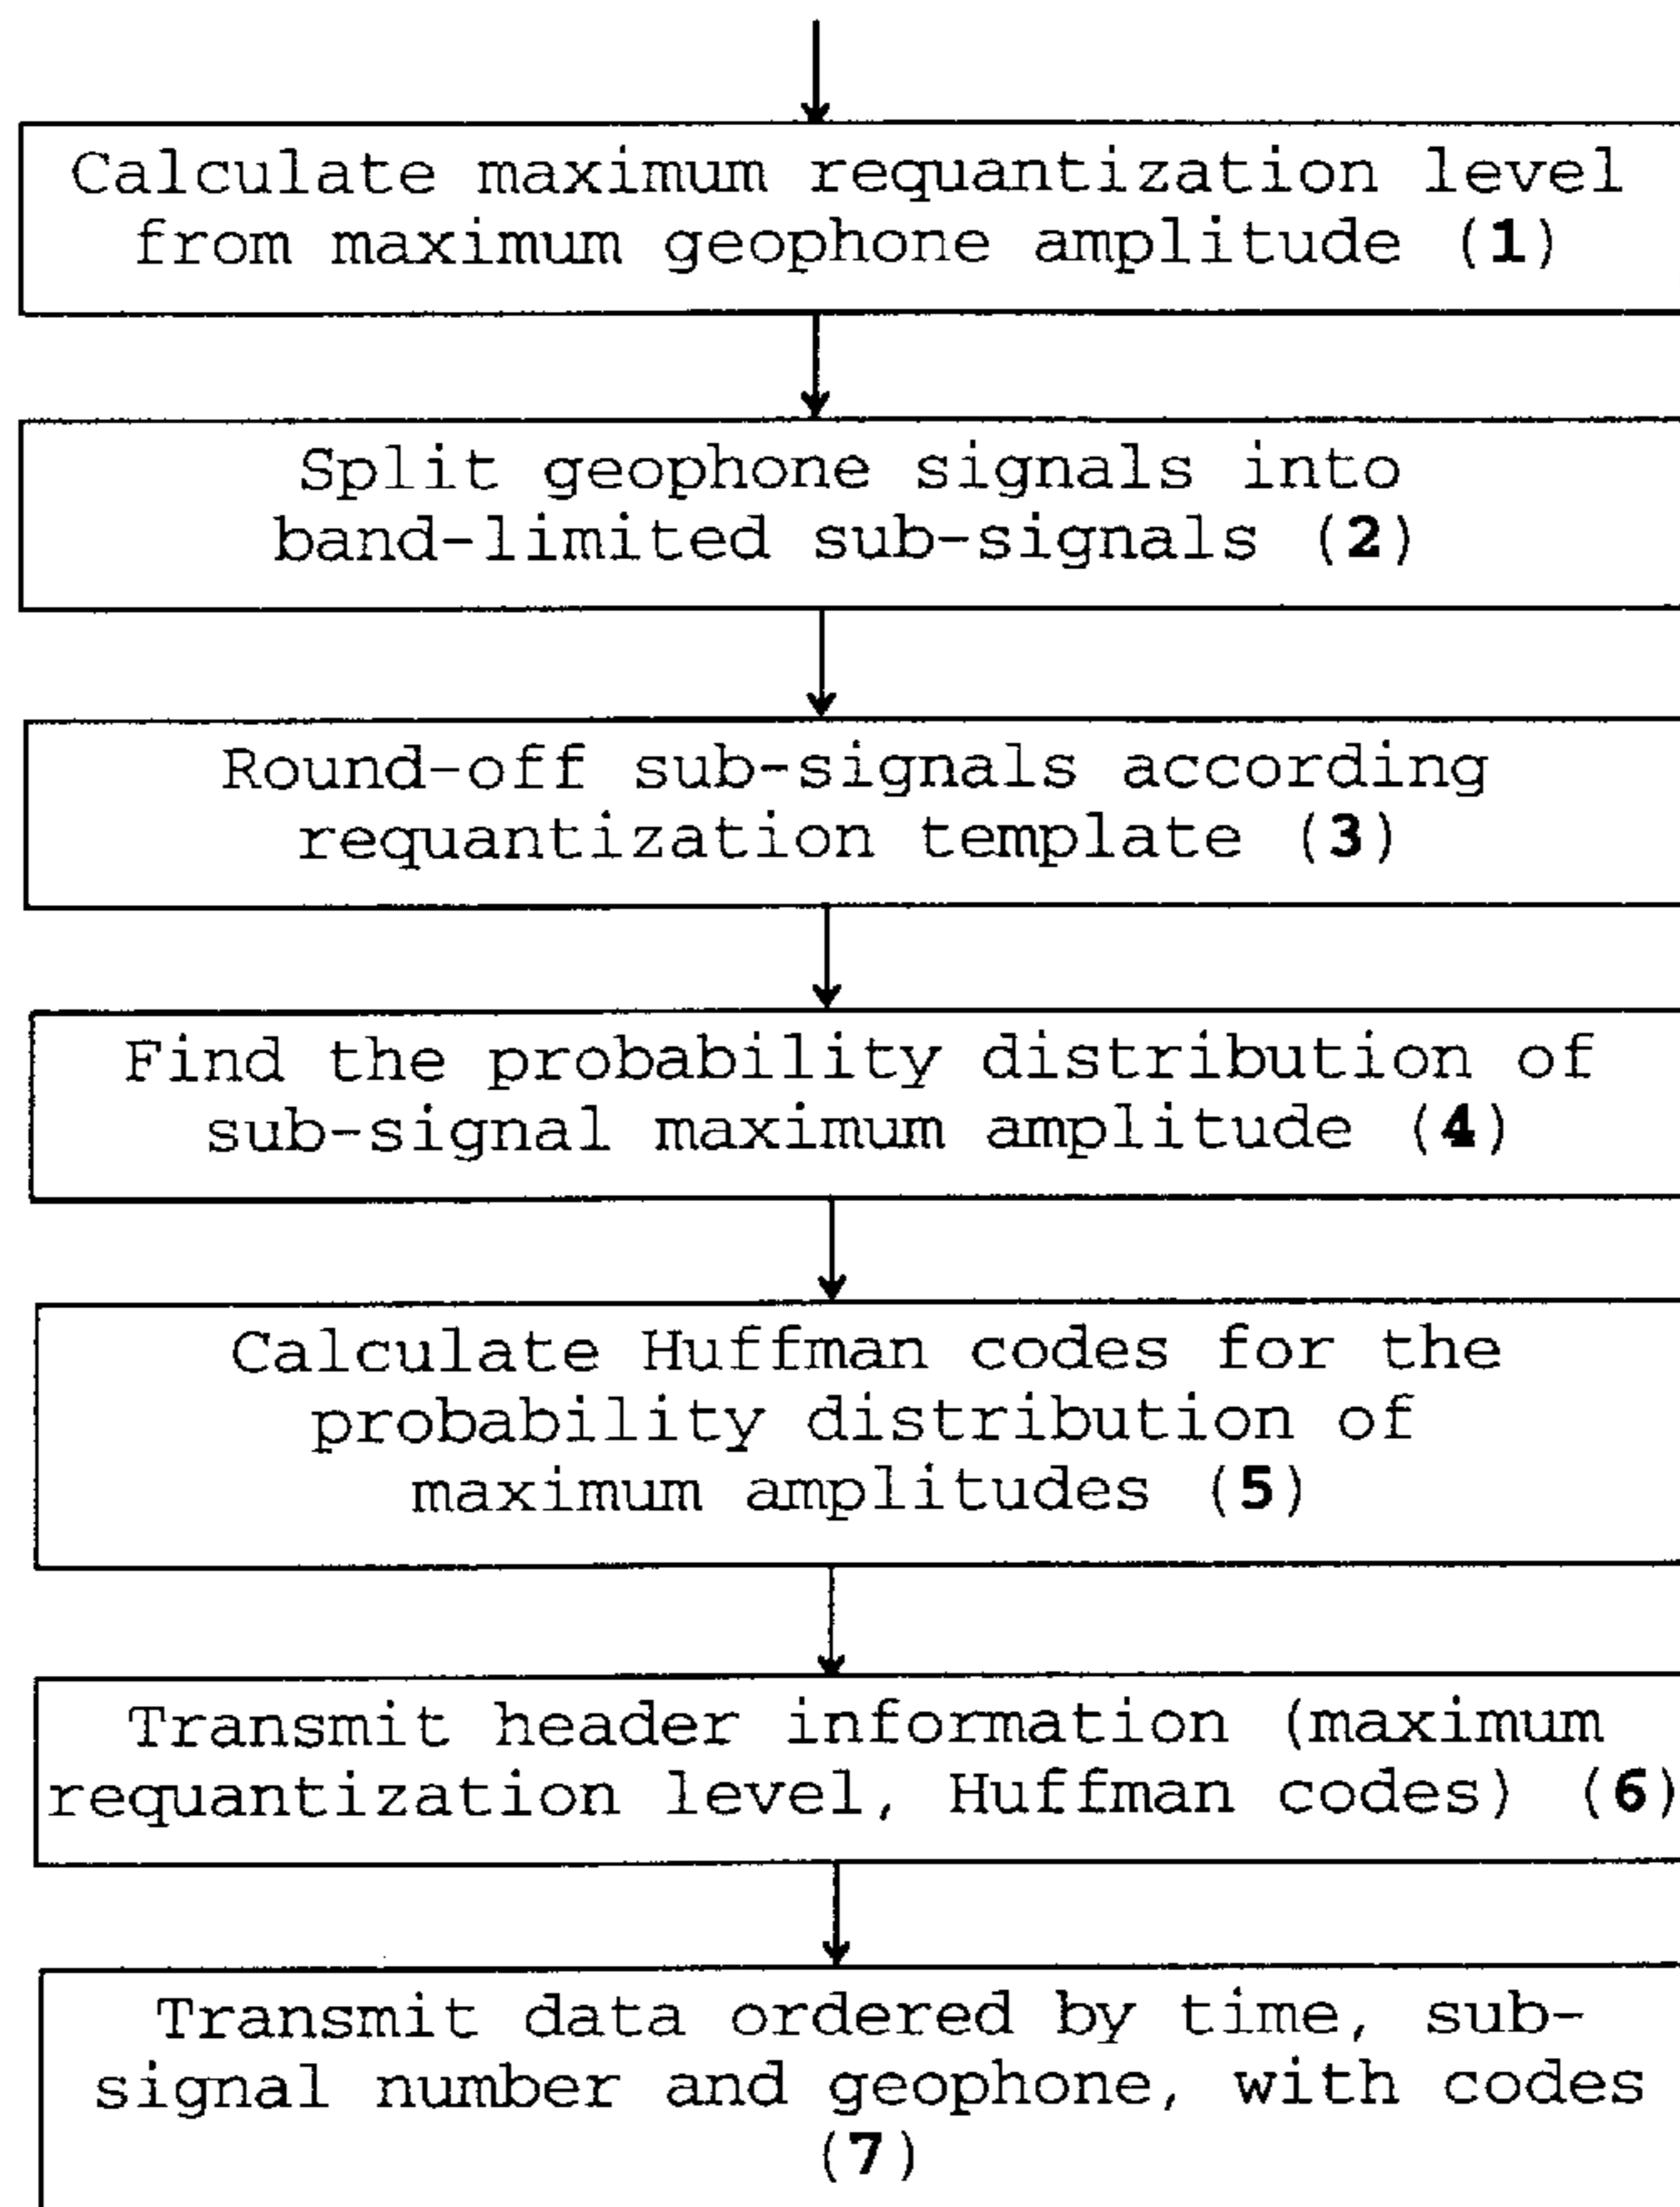 Calculate maximum requantization level
from maximum geophone amplitude (1)
Split geophone signals into
band-limited sub-signals (2)
Round-off sub-signals according
requantization template (3)
Find the probability distribution of
sub-signal maximum amplitude (4)
Calculate Huffman codes for the
probability distribution of
maximum amplitudes (5)
Transmit header information (maximum
requantization level, Huffman codes) (6)
Transmit data ordered by time, sub-
signal number and geophone, with codes
(7)